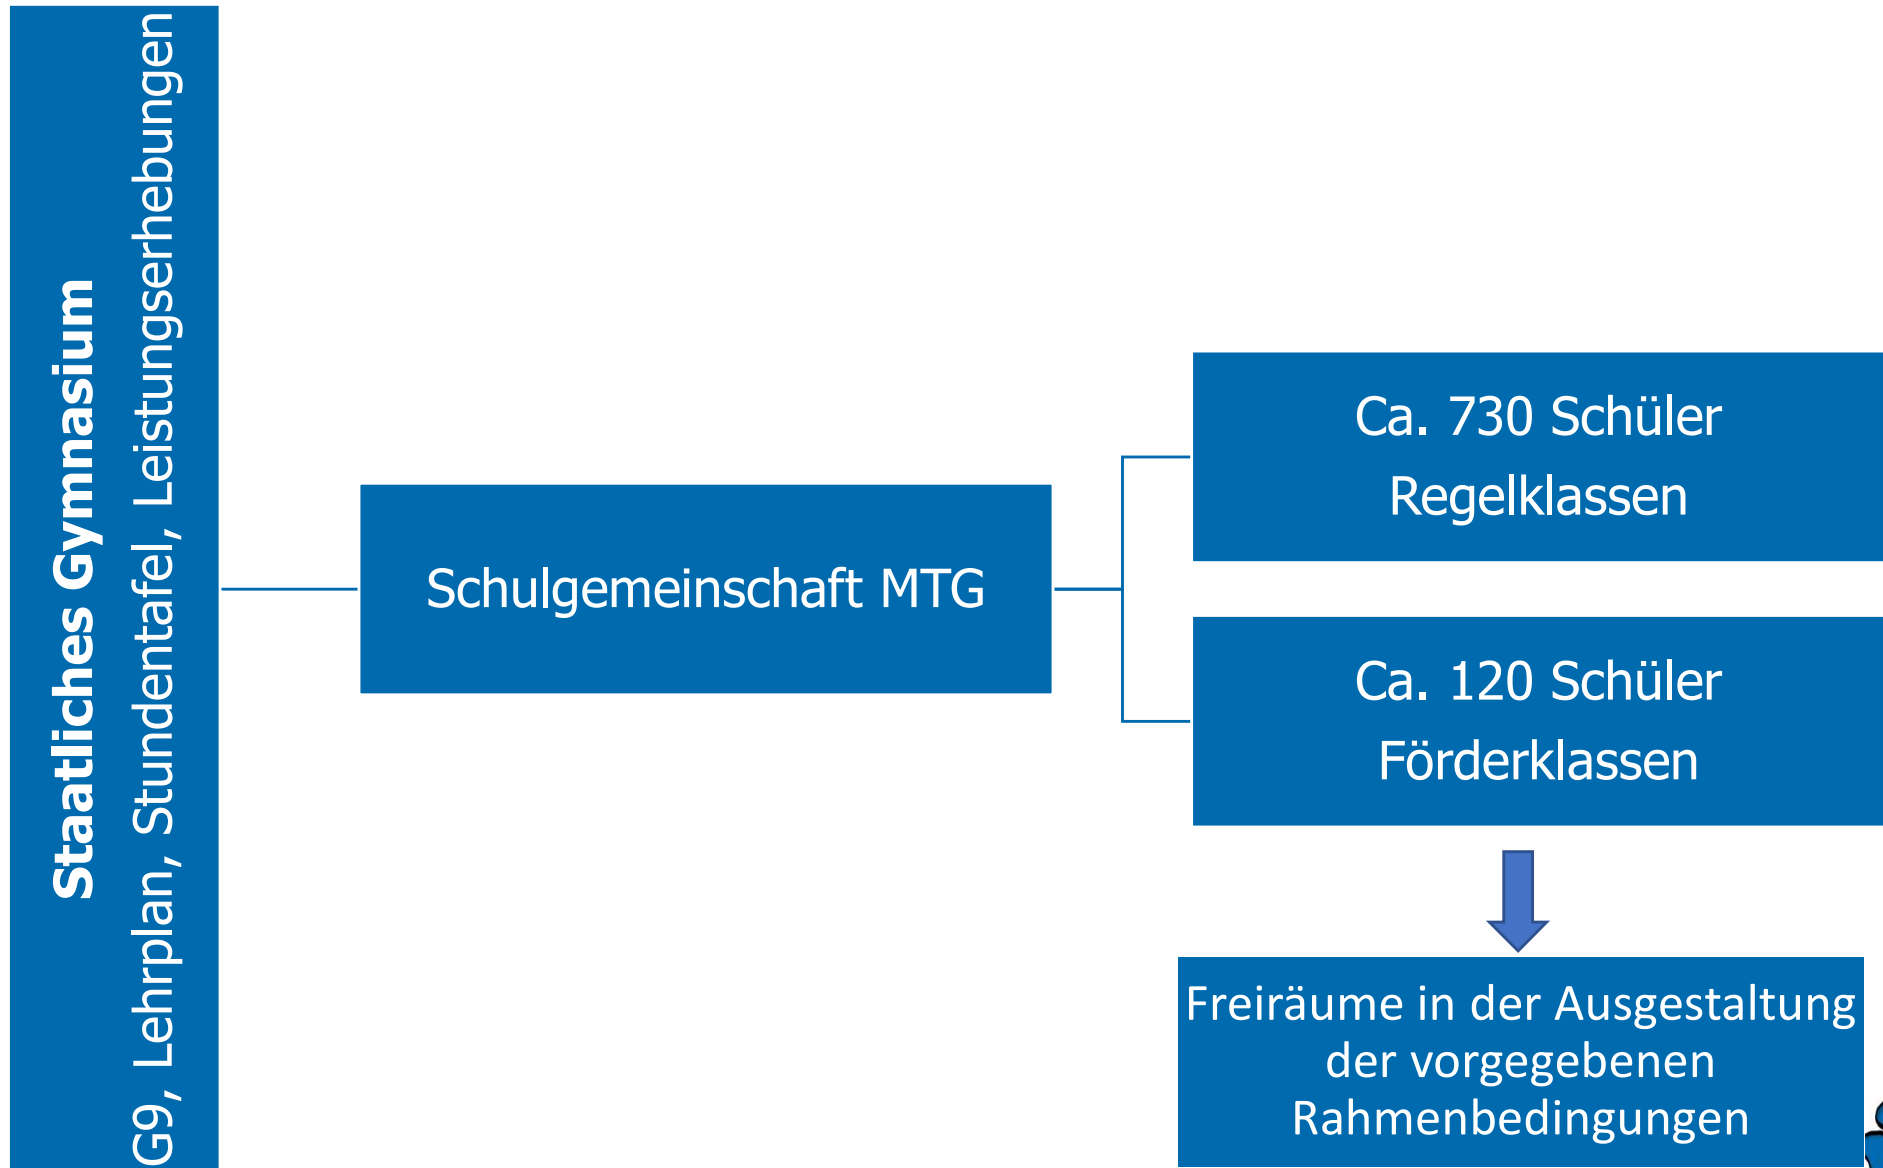 Staatliches Gymnasium
G9, Lehrplan, Stundentafel, Leistungserhebungen
Schulgemeinschaft MTG
Ca. 730 Schüler
Regelklassen
Ca. 120 Schüler
Förderklassen
Freiräume in der Ausgestaltung
der vorgegebenen
Rahmenbedingungen